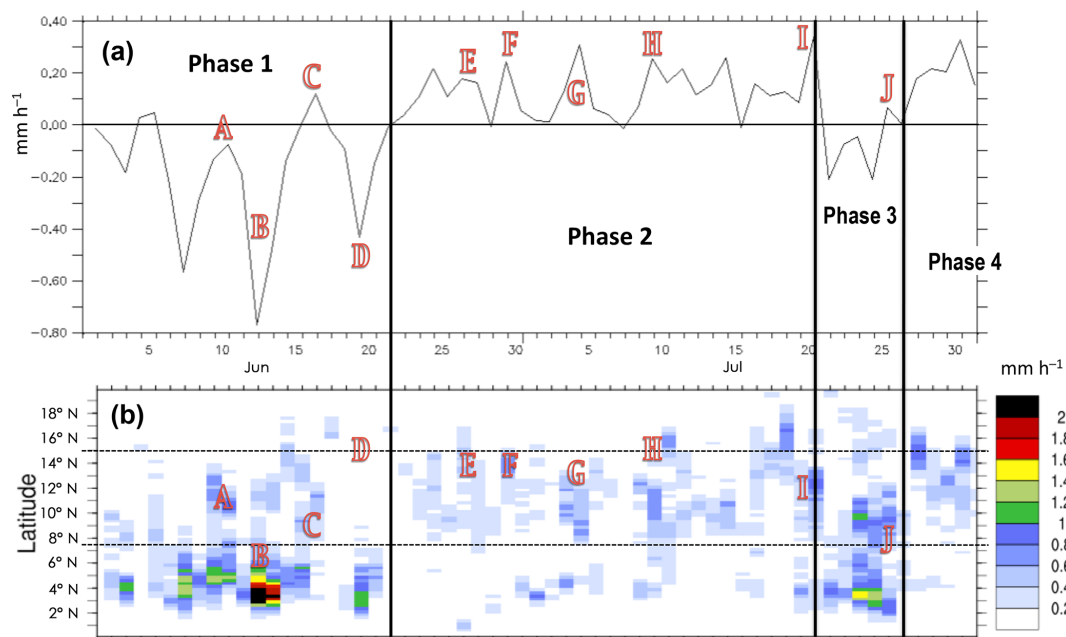 (a)
Phase 1
Phase 2
Phase 3
Phase 4
A
B
C
D
E
F
G
H
I
J
mm h⁻¹
0,40
0,20
0,00
−0,20
−0.40
−0.60
−0.80
5 10 15 20 25 30 5 10 15 20 25 30
Jun Jul
(b)
Latitude
18° N
16° N
14° N
12° N
10° N
8° N
6° N
4° N
2° N
A
B
C
D
E
F
G
H
I
J
mm h⁻¹
2
1.8
1.6
1.4
1.2
1
0.8
0.6
0.4
0.2